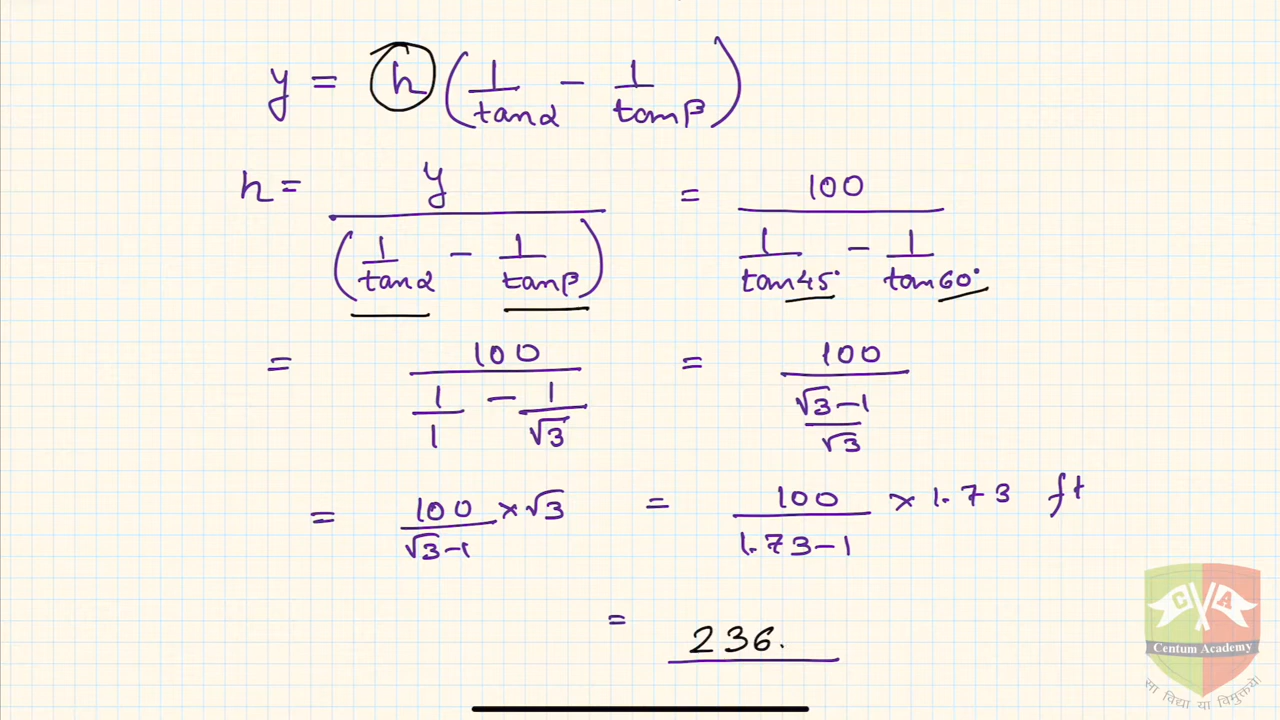 y = h (1/tanα − 1/tanβ)
h = y/(1/tanα − 1/tanβ) = 100/(1/tan45° − 1/tan60°)
= 100/(1/1 − 1/√3) = 100/((√3−1)/√3)
= 100/(√3−1) × √3 = 100/(1.73−1) × 1.73 ft
= 236.
C A
Centum Academy
सा विद्या या विमुक्तये।